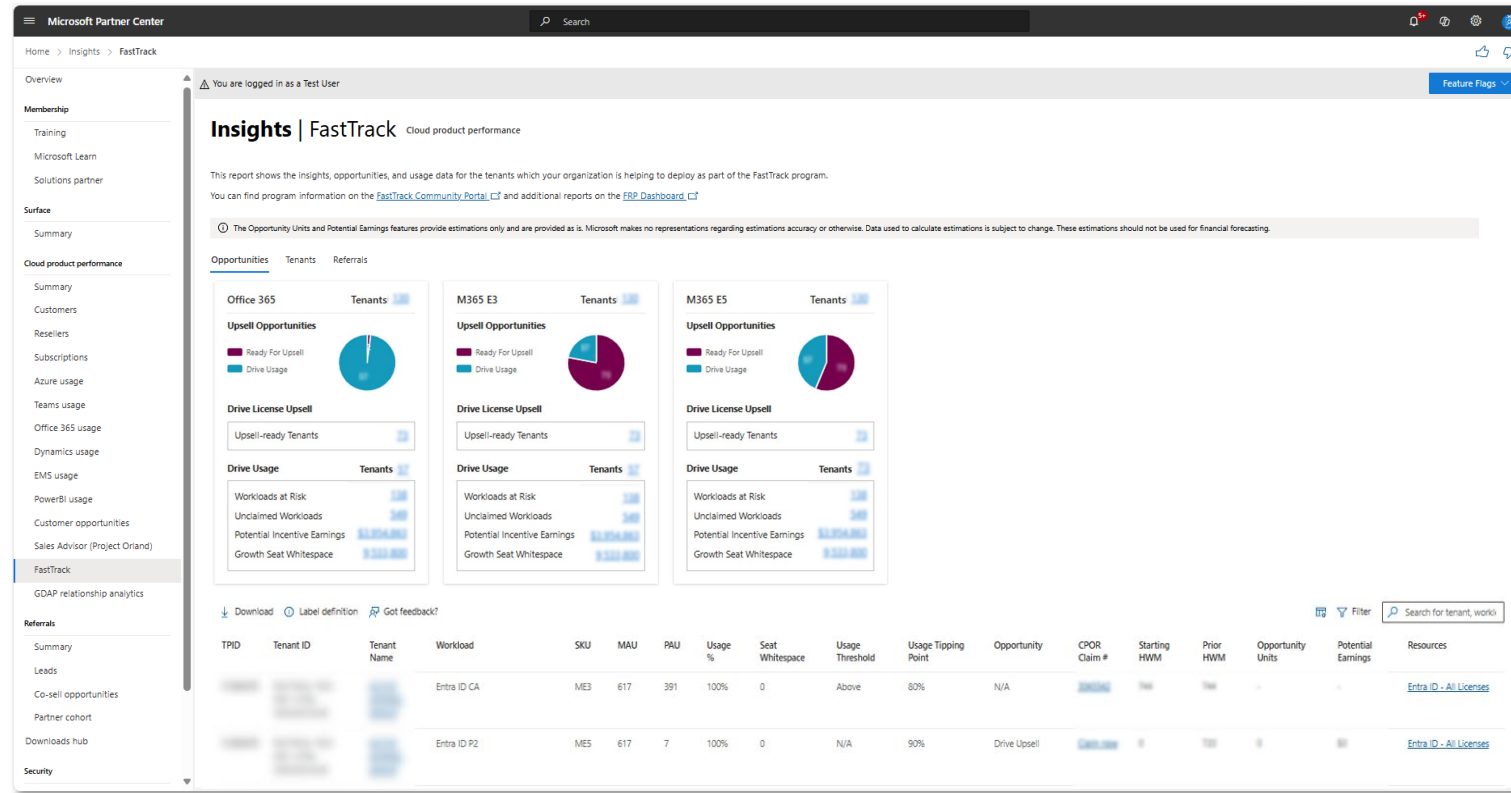 Microsoft Partner Center
Search
5+
Home > Insights > FastTrack
Overview
Membership
Training
Microsoft Learn
Solutions partner
Surface
Summary
Cloud product performance
Summary
Customers
Resellers
Subscriptions
Azure usage
Teams usage
Office 365 usage
Dynamics usage
EMS usage
PowerBI usage
Customer opportunities
Sales Advisor (Project Orland)
FastTrack
GDAP relationship analytics
Referrals
Summary
Leads
Co-sell opportunities
Partner cohort
Downloads hub
Security
You are logged in as a Test User
Feature Flags
Insights | FastTrack Cloud product performance
This report shows the insights, opportunities, and usage data for the tenants which your organization is helping to deploy as part of the FastTrack program.
You can find program information on the FastTrack Community Portal and additional reports on the FRP Dashboard
The Opportunity Units and Potential Earnings features provide estimations only and are provided as is. Microsoft makes no representations regarding estimations accuracy or otherwise. Data used to calculate estimations is subject to change. These estimations should not be used for financial forecasting.
Opportunities Tenants Referrals
Office 365 Tenants
Upsell Opportunities
Ready For Upsell
Drive Usage
Drive License Upsell
Upsell-ready Tenants
Drive Usage Tenants
Workloads at Risk
Unclaimed Workloads
Potential Incentive Earnings
Growth Seat Whitespace
M365 E3 Tenants
Upsell Opportunities
Ready For Upsell
Drive Usage
Drive License Upsell
Upsell-ready Tenants
Drive Usage Tenants
Workloads at Risk
Unclaimed Workloads
Potential Incentive Earnings
Growth Seat Whitespace
M365 E5 Tenants
Upsell Opportunities
Ready For Upsell
Drive Usage
Drive License Upsell
Upsell-ready Tenants
Drive Usage Tenants
Workloads at Risk
Unclaimed Workloads
Potential Incentive Earnings
Growth Seat Whitespace
Download Label definition Got feedback?
Filter Search for tenant, workl
TPID Tenant ID Tenant Name Workload SKU MAU PAU Usage % Seat Whitespace Usage Threshold Usage Tipping Point Opportunity CPOR Claim # Starting HWM Prior HWM Opportunity Units Potential Earnings Resources
Entra ID CA ME3 617 391 100% 0 Above 80% N/A - - Entra ID - All Licenses
Entra ID P2 ME5 617 7 100% 0 N/A 90% Drive Upsell Entra ID - All Licenses